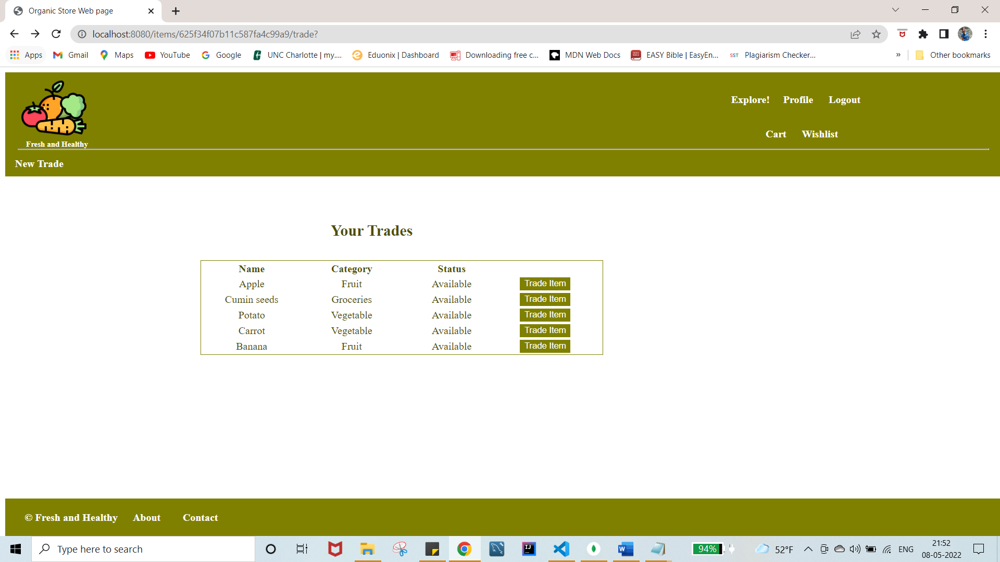 Organic Store Web page
localhost:8080/items/625f34f07b11c587fa4c99a9/trade?
Apps Gmail Maps YouTube Google UNC Charlotte | my.... Eduonix | Dashboard Downloading free c... MDN Web Docs EASY Bible | EasyEn... SST Plagiarism Checker... » Other bookmarks
Explore! Profile Logout
Cart Wishlist
Fresh and Healthy
New Trade
Your Trades
Name Category Status
Apple Fruit Available Trade Item
Cumin seeds Groceries Available Trade Item
Potato Vegetable Available Trade Item
Carrot Vegetable Available Trade Item
Banana Fruit Available Trade Item
© Fresh and Healthy About Contact
Type here to search
94% 52°F ENG
21:52
08-05-2022